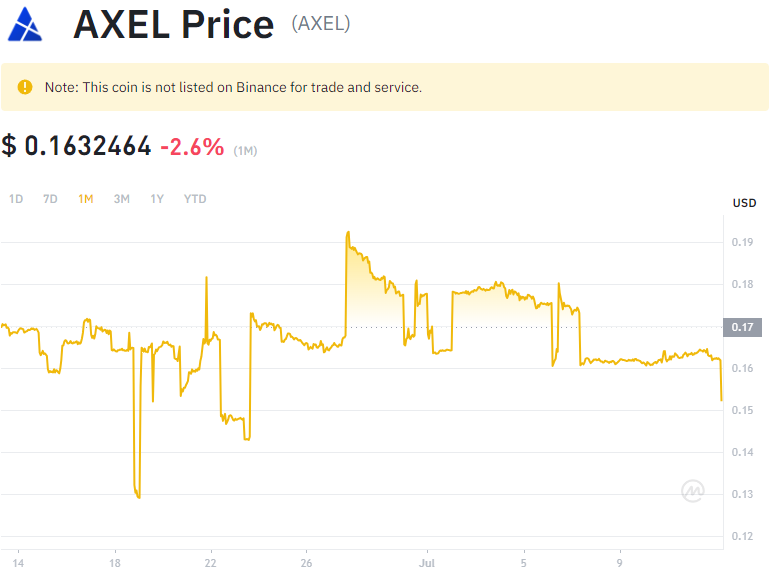 AXEL Price (AXEL)
Note: This coin is not listed on Binance for trade and service.
$ 0.1632464 -2.6% (1M)
1D 7D 1M 3M 1Y YTD
USD
0.19
0.18
0.17
0.16
0.15
0.14
0.13
0.12
14 18 22 26 Jul 5 9